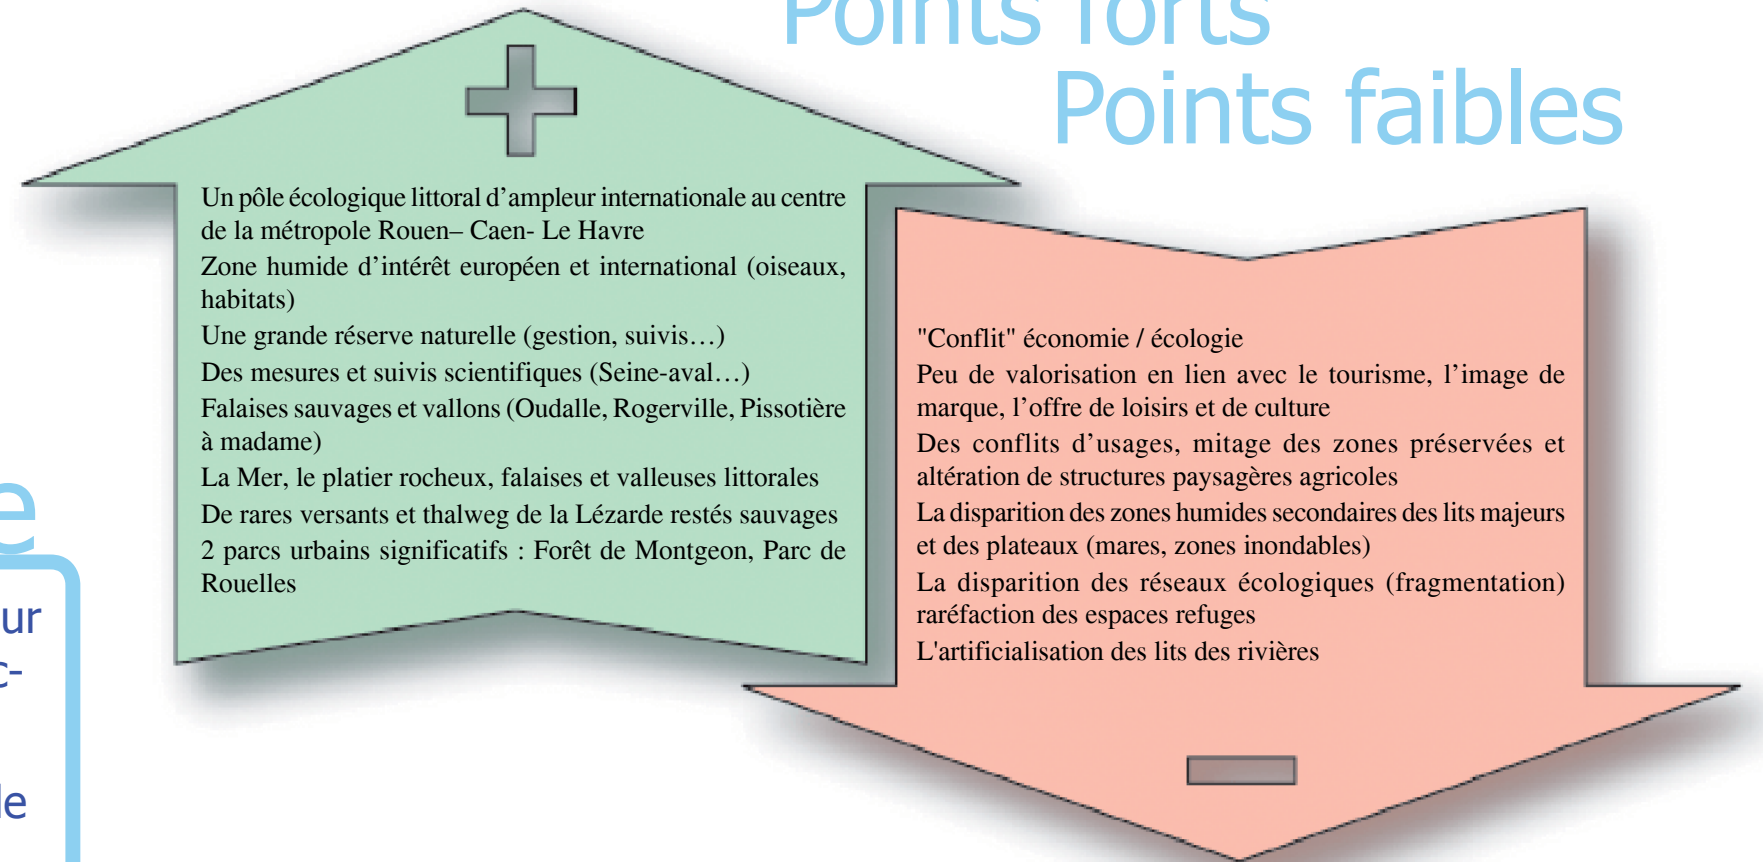 Points forts
Points faibles
Un pôle écologique littoral d’ampleur internationale au centre
de la métropole Rouen– Caen- Le Havre
Zone humide d’intérêt européen et international (oiseaux,
habitats)
Une grande réserve naturelle (gestion, suivis…)
Des mesures et suivis scientifiques (Seine-aval…)
Falaises sauvages et vallons (Oudalle, Rogerville, Pissotière
à madame)
La Mer, le platier rocheux, falaises et valleuses littorales
De rares versants et thalweg de la Lézarde restés sauvages
2 parcs urbains significatifs : Forêt de Montgeon, Parc de
Rouelles
"Conflit" économie / écologie
Peu de valorisation en lien avec le tourisme, l’image de
marque, l’offre de loisirs et de culture
Des conflits d’usages, mitage des zones préservées et
altération de structures paysagères agricoles
La disparition des zones humides secondaires des lits majeurs
et des plateaux (mares, zones inondables)
La disparition des réseaux écologiques (fragmentation)
raréfaction des espaces refuges
L'artificialisation des lits des rivières
e
ur
c-
le